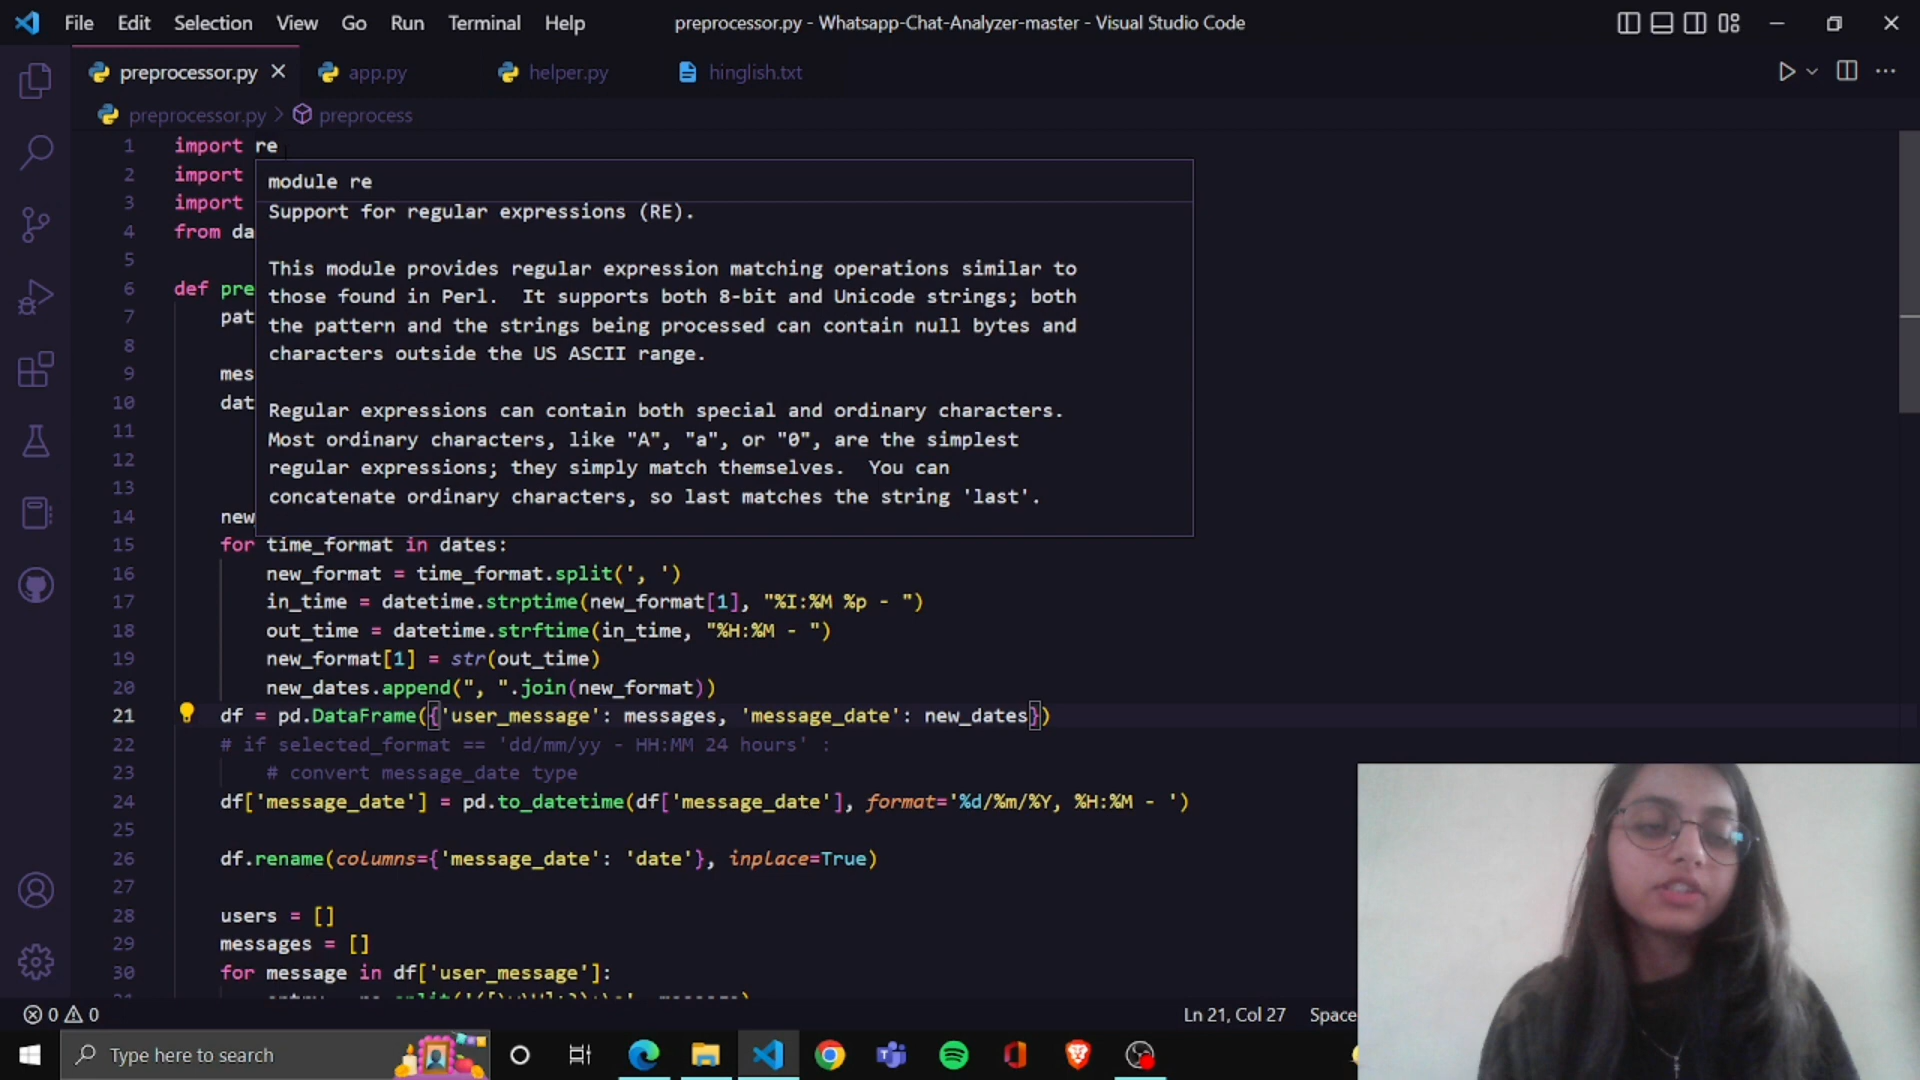 File Edit Selection View Go Run Terminal Help
preprocessor.py - Whatsapp-Chat-Analyzer-master - Visual Studio Code
preprocessor.py app.py helper.py hinglish.txt
preprocessor.py > preprocess
1 import re
2 import
3 import
4 from da
5
6 def pre
7 pat
8
9 mes
10 dat
11
12
13
14 new
module re
Support for regular expressions (RE).
This module provides regular expression matching operations similar to
those found in Perl. It supports both 8-bit and Unicode strings; both
the pattern and the strings being processed can contain null bytes and
characters outside the US ASCII range.
Regular expressions can contain both special and ordinary characters.
Most ordinary characters, like "A", "a", or "0", are the simplest
regular expressions; they simply match themselves. You can
concatenate ordinary characters, so last matches the string 'last'.
15 for time_format in dates:
16 new_format = time_format.split(', ')
17 in_time = datetime.strptime(new_format[1], "%I:%M %p - ")
18 out_time = datetime.strftime(in_time, "%H:%M - ")
19 new_format[1] = str(out_time)
20 new_dates.append(", ".join(new_format))
21 df = pd.DataFrame({'user_message': messages, 'message_date': new_dates})
22 # if selected_format == 'dd/mm/yy - HH:MM 24 hours' :
23 # convert message_date type
24 df['message_date'] = pd.to_datetime(df['message_date'], format='%d/%m/%Y, %H:%M - ')
25
26 df.rename(columns={'message_date': 'date'}, inplace=True)
27
28 users = []
29 messages = []
30 for message in df['user_message']:
0 0
Ln 21, Col 27 Space
Type here to search